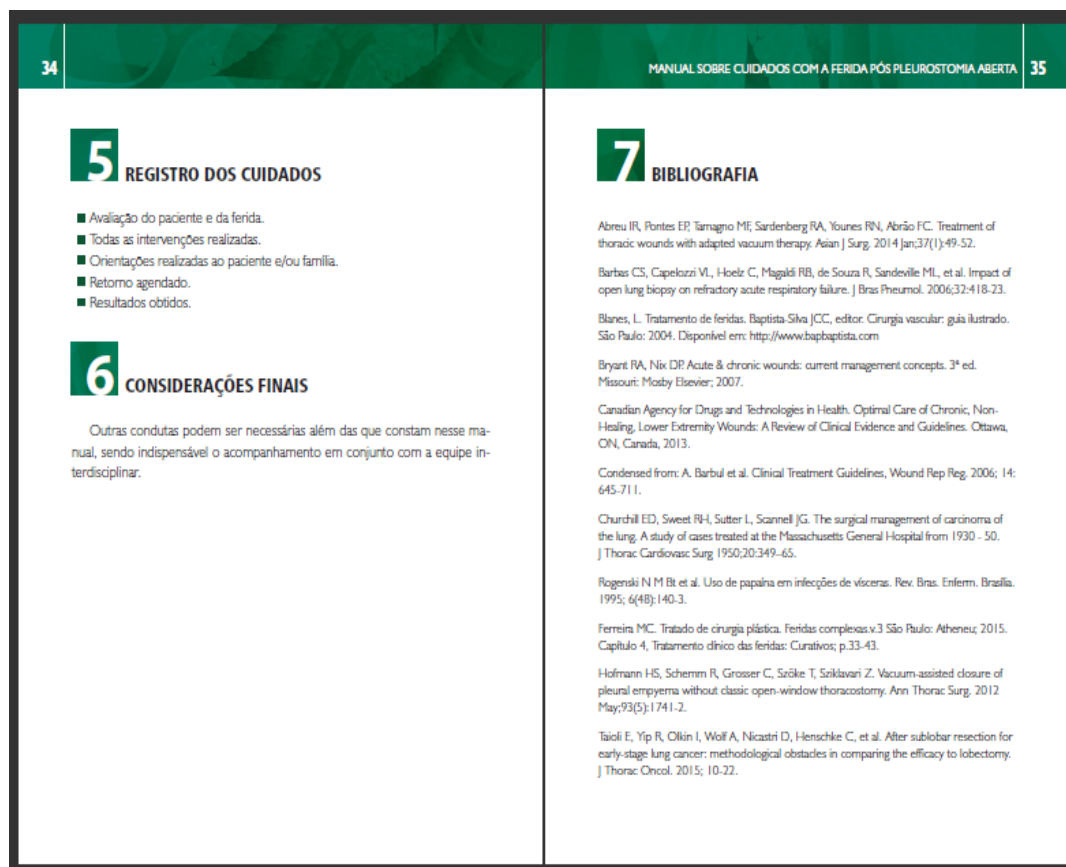 34
5 REGISTRO DOS CUIDADOS
Avaliação do paciente e da ferida.
Todas as intervenções realizadas.
Orientações realizadas ao paciente e/ou família.
Retorno agendado.
Resultados obtidos.
6 CONSIDERAÇÕES FINAIS
Outras condutas podem ser necessárias além das que constam nesse ma-
nual, sendo indispensável o acompanhamento em conjunto com a equipe in-
terdisciplinar.
MANUAL SOBRE CUIDADOS COM A FERIDA PÓS PLEUROSTOMIA ABERTA 35
7 BIBLIOGRAFIA
Abreu IR, Pontes EP, Tamagno MF, Sardenberg RA, Younes RN, Abrão FC. Treatment of
thoracic wounds with adapted vacuum therapy. Asian J Surg. 2014 Jan;37(1):49-52.
Barbas CS, Capelozzi VL, Hoelz C, Magaldi RB, de Souza R, Sandeville ML, et al. Impact of
open lung biopsy on refractory acute respiratory failure. J Bras Pneumol. 2006;32:418-23.
Blanes, L. Tratamento de feridas. Baptista-Silva JCC, editor. Cirurgia vascular: guia ilustrado.
São Paulo: 2004. Disponível em: http://www.bapbaptista.com
Bryant RA, Nix DP. Acute & chronic wounds: current management concepts. 3ª ed.
Missouri: Mosby Elsevier; 2007.
Canadian Agency for Drugs and Technologies in Health. Optimal Care of Chronic, Non-
Healing, Lower Extremity Wounds: A Review of Clinical Evidence and Guidelines. Ottawa,
ON, Canada, 2013.
Condensed from: A. Barbul et al. Clinical Treatment Guidelines, Wound Rep Reg. 2006; 14:
645-711.
Churchill ED, Sweet RH, Sutter L, Scannell JG. The surgical management of carcinoma of
the lung. A study of cases treated at the Massachusetts General Hospital from 1930 - 50.
J Thorac Cardiovasc Surg 1950;20:349–65.
Rogenski N M Bt et al. Uso de papaína em infecções de vísceras. Rev. Bras. Enferm. Brasília.
1995; 6(48):140-3.
Ferreira MC. Tratado de cirurgia plástica. Feridas complexas.v.3 São Paulo: Atheneu; 2015.
Capítulo 4, Tratamento clínico das feridas: Curativos; p.33-43.
Hofmann HS, Schemm R, Grosser C, Szöke T, Sziklavari Z. Vacuum-assisted closure of
pleural empyema without classic open-window thoracostomy. Ann Thorac Surg. 2012
May;93(5):1741-2.
Taioli E, Yip R, Olkin I, Wolf A, Nicastri D, Henschke C, et al. After sublobar resection for
early-stage lung cancer: methodological obstacles in comparing the efficacy to lobectomy.
J Thorac Oncol. 2015; 10-22.